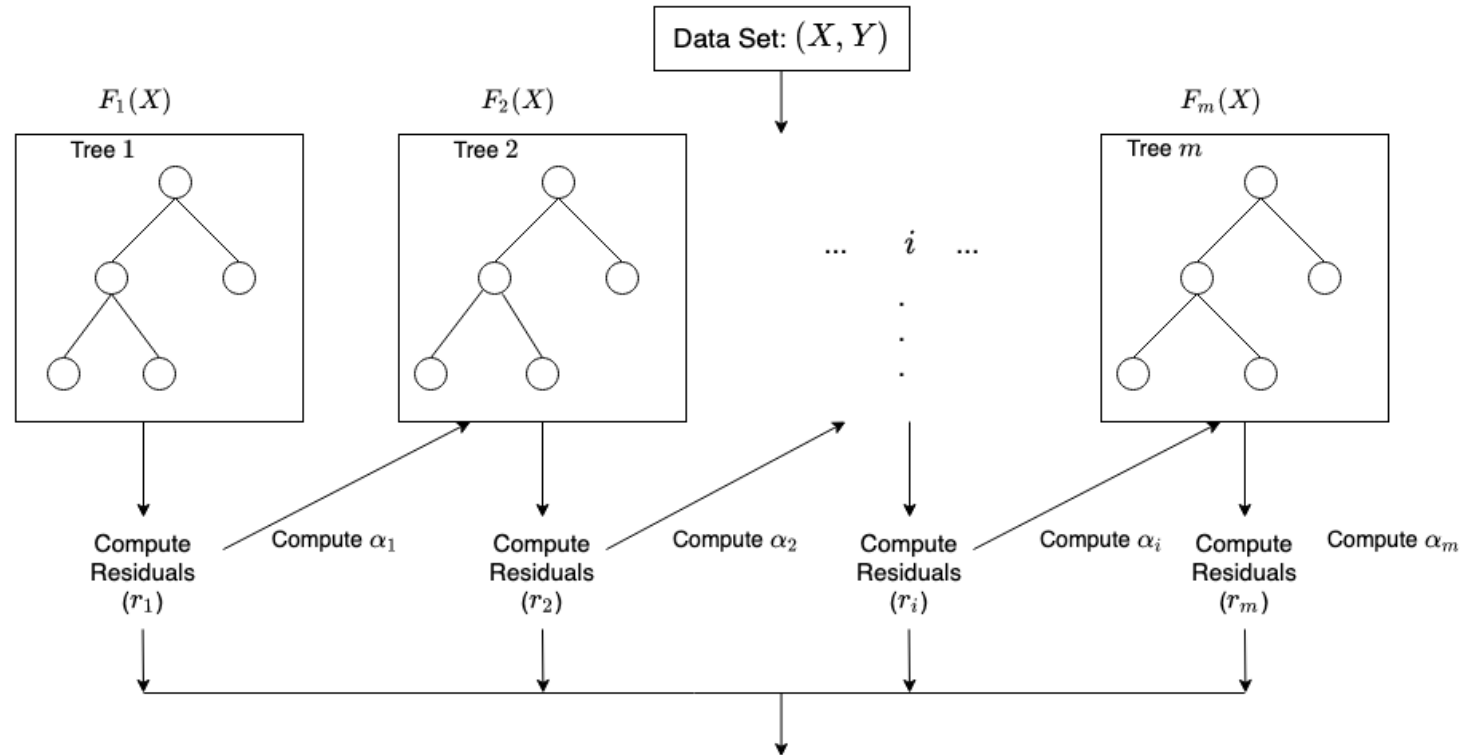 Data Set: (X, Y)
F₁(X)
F₂(X)
Fₘ(X)
Tree 1
Tree 2
Tree m
... i ...
.
.
.
Compute
Residuals
(r₁)
Compute α₁
Compute
Residuals
(r₂)
Compute α₂
Compute
Residuals
(rᵢ)
Compute αᵢ
Compute
Residuals
(rₘ)
Compute αₘ